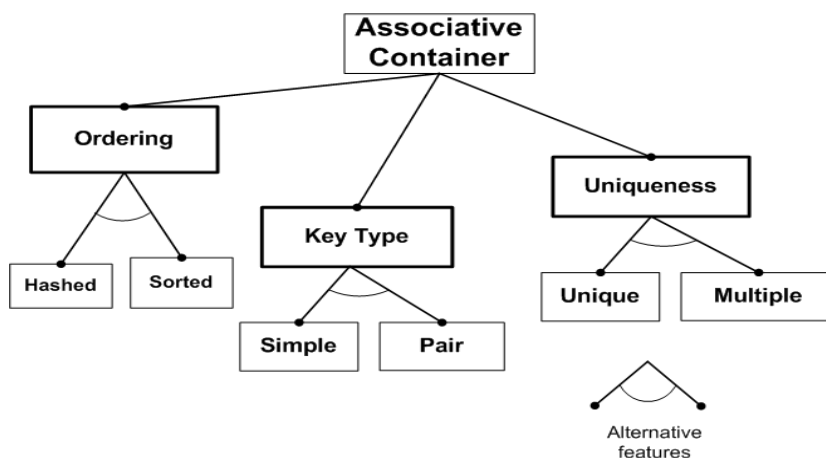 Associative
Container
Ordering
Uniqueness
Key Type
Hashed
Sorted
Unique
Multiple
Simple
Pair
Alternative
features